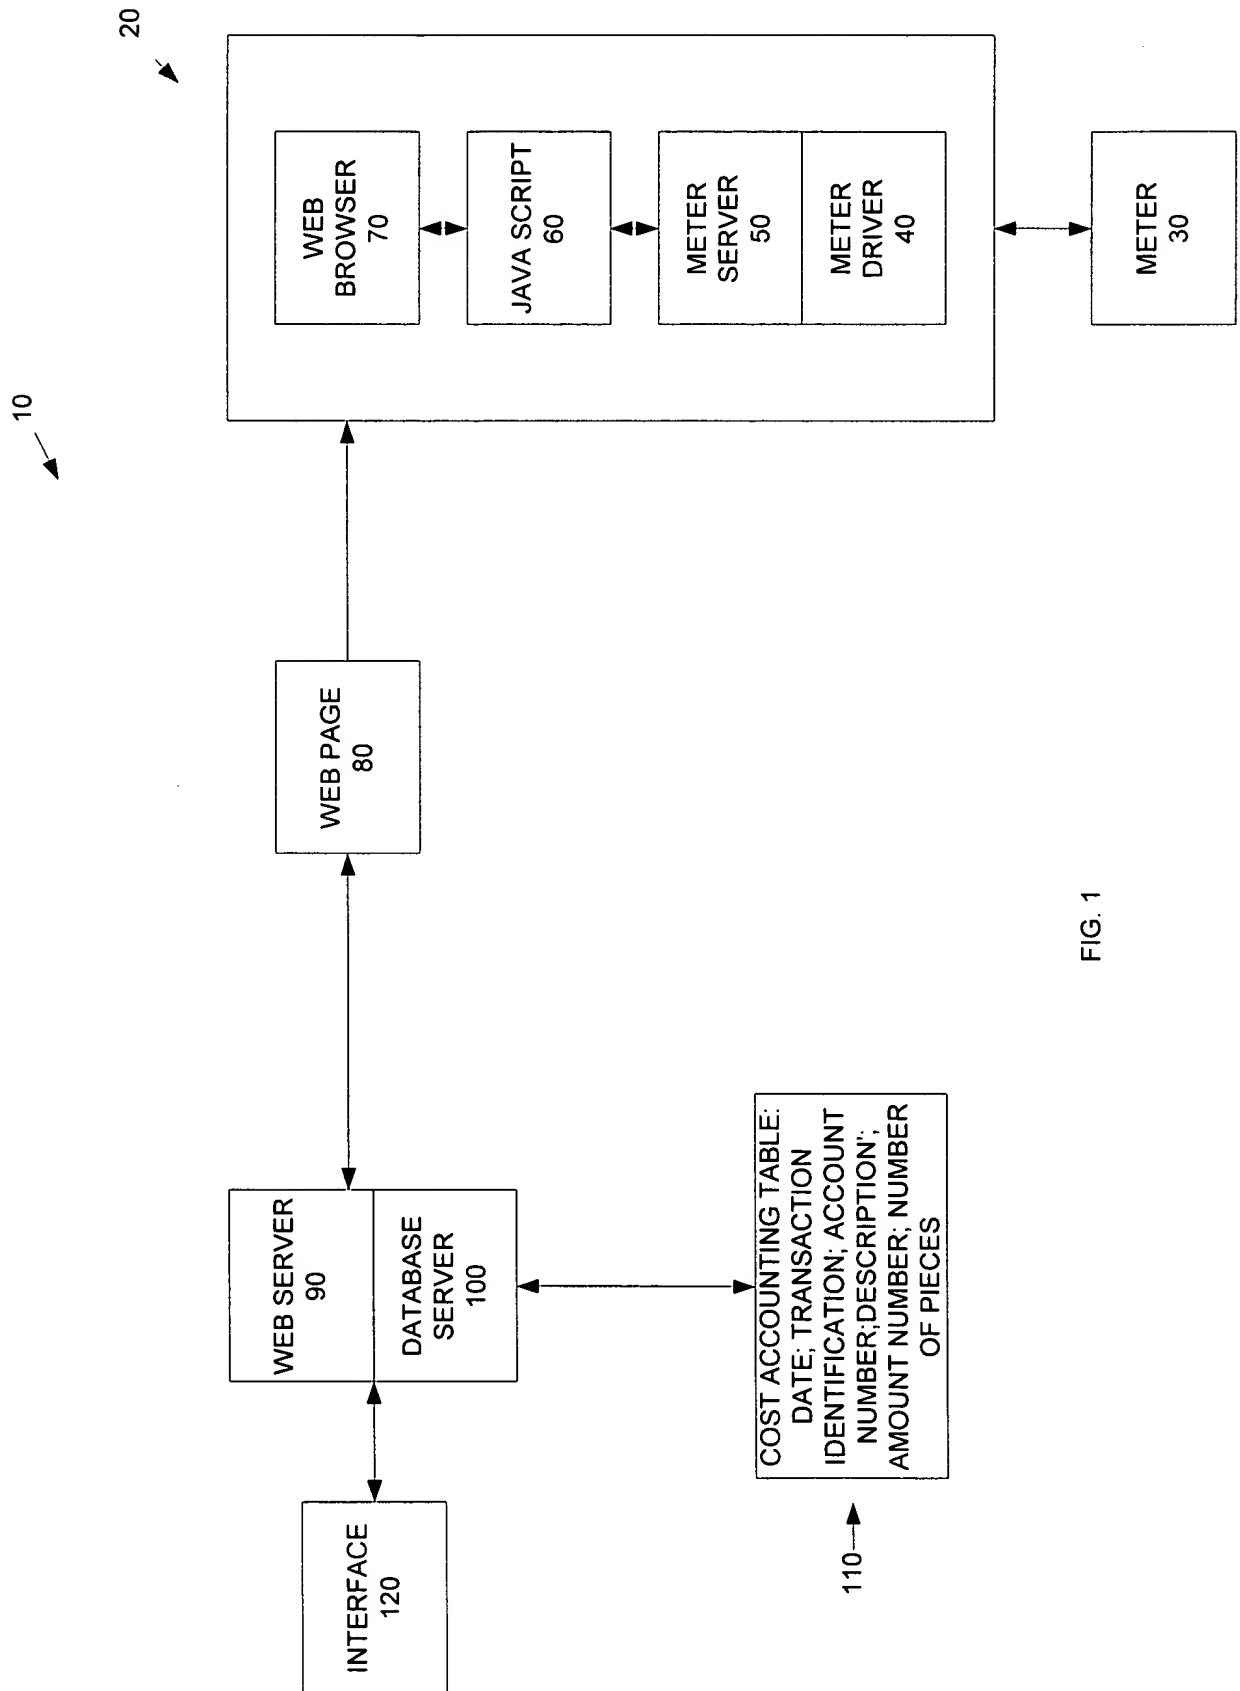 10
20
INTERFACE
120
WEB SERVER
90
DATABASE
SERVER
100
WEB PAGE
80
WEB
BROWSER
70
JAVA SCRIPT
60
METER
SERVER
50
METER
DRIVER
40
METER
30
110
COST ACCOUNTING TABLE:
DATE; TRANSACTION
IDENTIFICATION; ACCOUNT
NUMBER;DESCRIPTION';
AMOUNT NUMBER; NUMBER
OF PIECES
FIG. 1